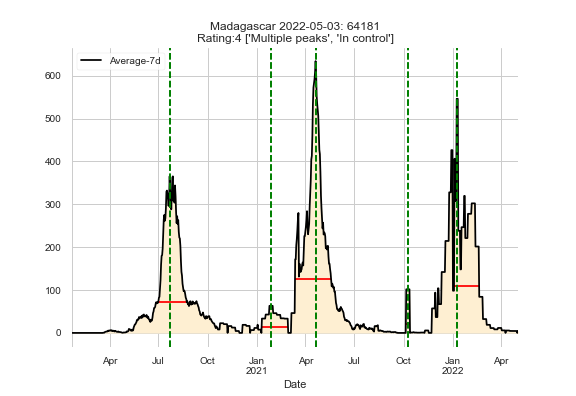 Madagascar 2022-05-03: 64181
Rating:4 ['Multiple peaks', 'In control']
Average-7d
600
500
400
300
200
100
0
Apr Jul Oct Jan Apr Jul Oct Jan Apr
2021 2022
Date